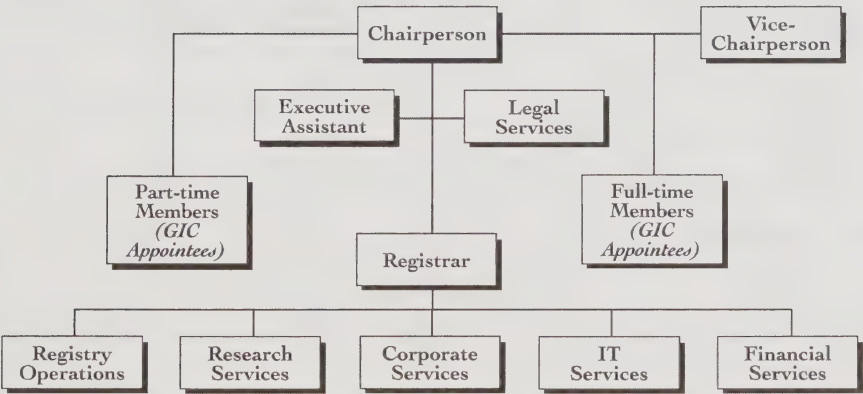 Chairperson
Vice-
Chairperson
Executive
Assistant
Legal
Services
Part-time
Members
(GIC
Appointees)
Full-time
Members
(GIC
Appointees)
Registrar
Registry
Operations
Research
Services
Corporate
Services
IT
Services
Financial
Services